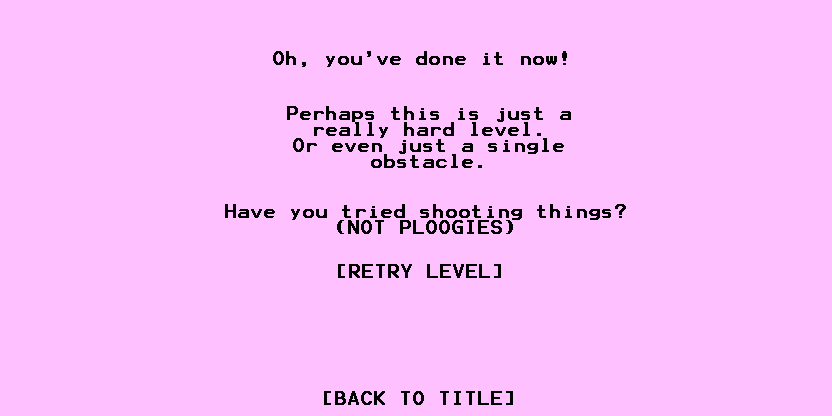 Oh, you've done it now!
Perhaps this is just a
really hard level.
Or even just a single
obstacle.
Have you tried shooting things?
(NOT PLOOGIES)
[RETRY LEVEL]
[BACK TO TITLE]